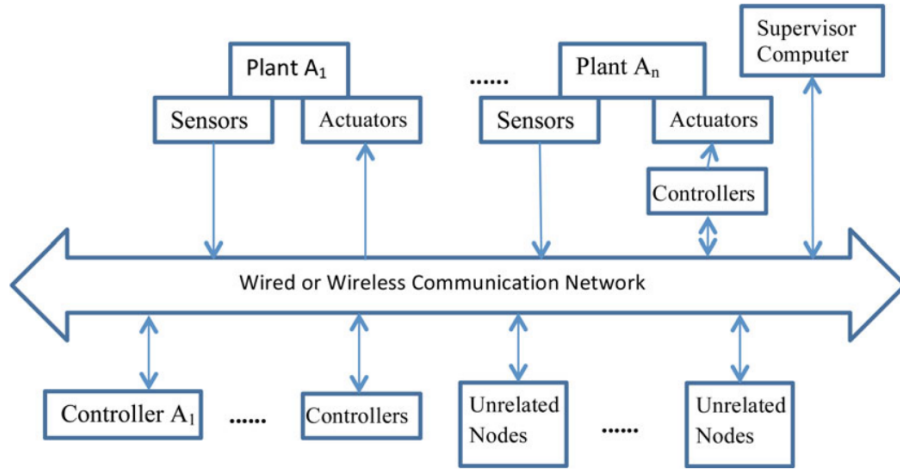 Plant A₁
......
Plant Aₙ
Supervisor
Computer
Sensors
Actuators
Sensors
Actuators
Controllers
Wired or Wireless Communication Network
Controller A₁
......
Controllers
Unrelated
Nodes
......
Unrelated
Nodes